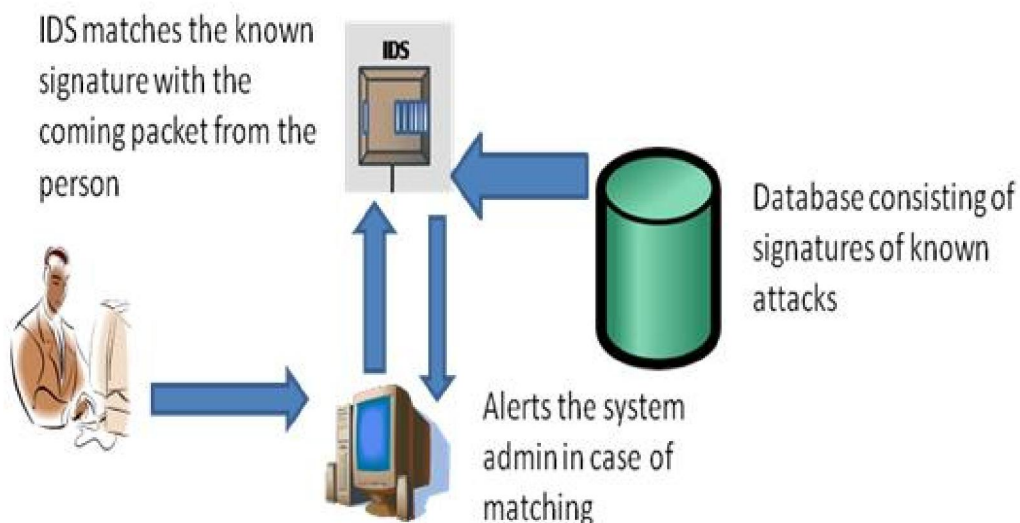 IDS matches the known
signature with the
coming packet from the
person
IDS
Database consisting of
signatures of known
attacks
Alerts the system
admin in case of
matching